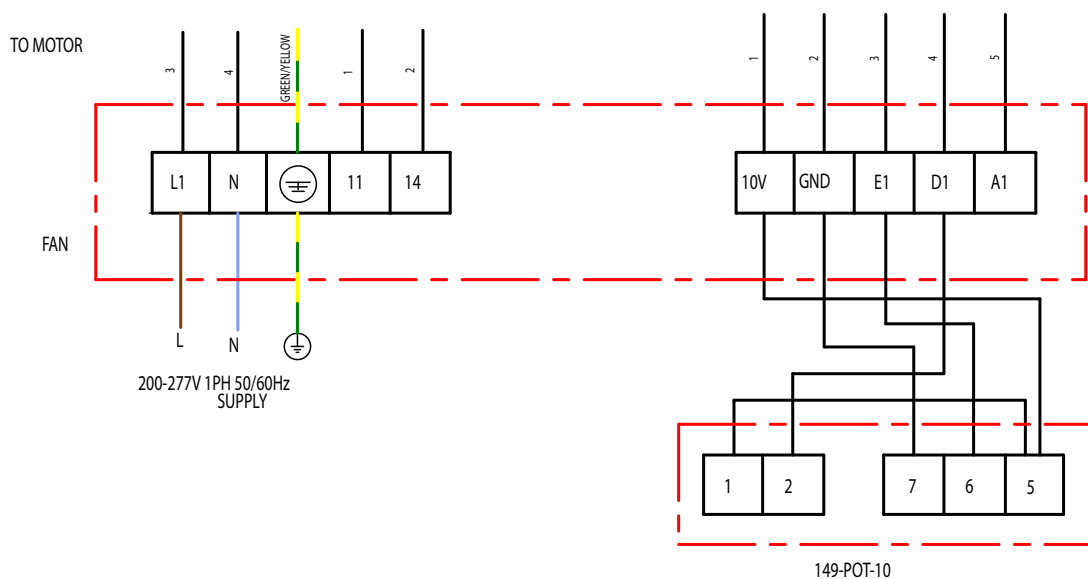 TO MOTOR
3
4
GREEN/YELLOW
1
2
1
2
3
4
5
L1
N
11
14
10V
GND
E1
D1
A1
FAN
L
N
200-277V 1PH 50/60Hz
SUPPLY
1
2
7
6
5
149-POT-10